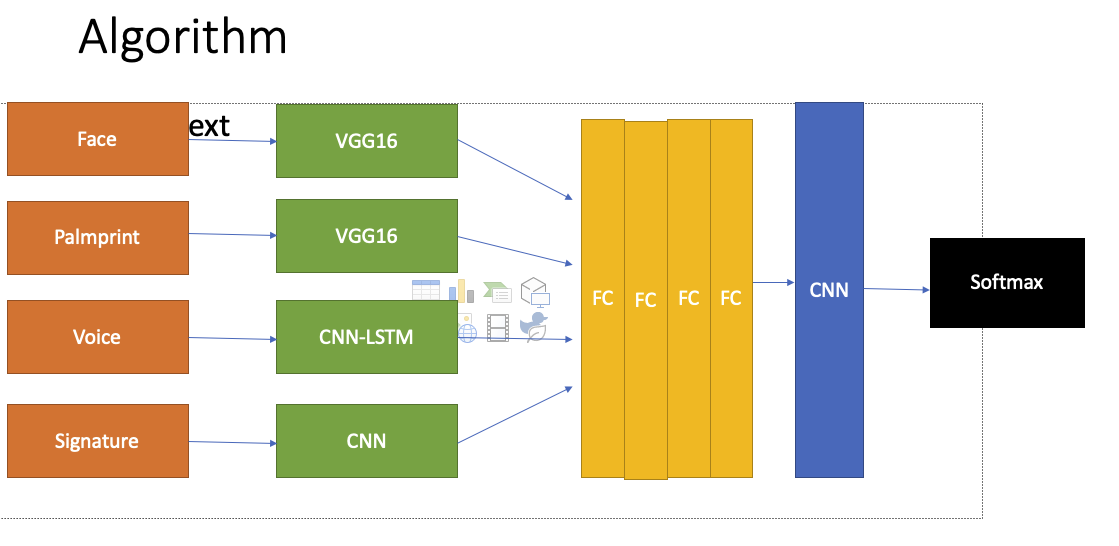 Algorithm
ext
Face
VGG16
Palmprint
VGG16
Voice
CNN-LSTM
Signature
CNN
FC
FC
FC
FC
CNN
Softmax